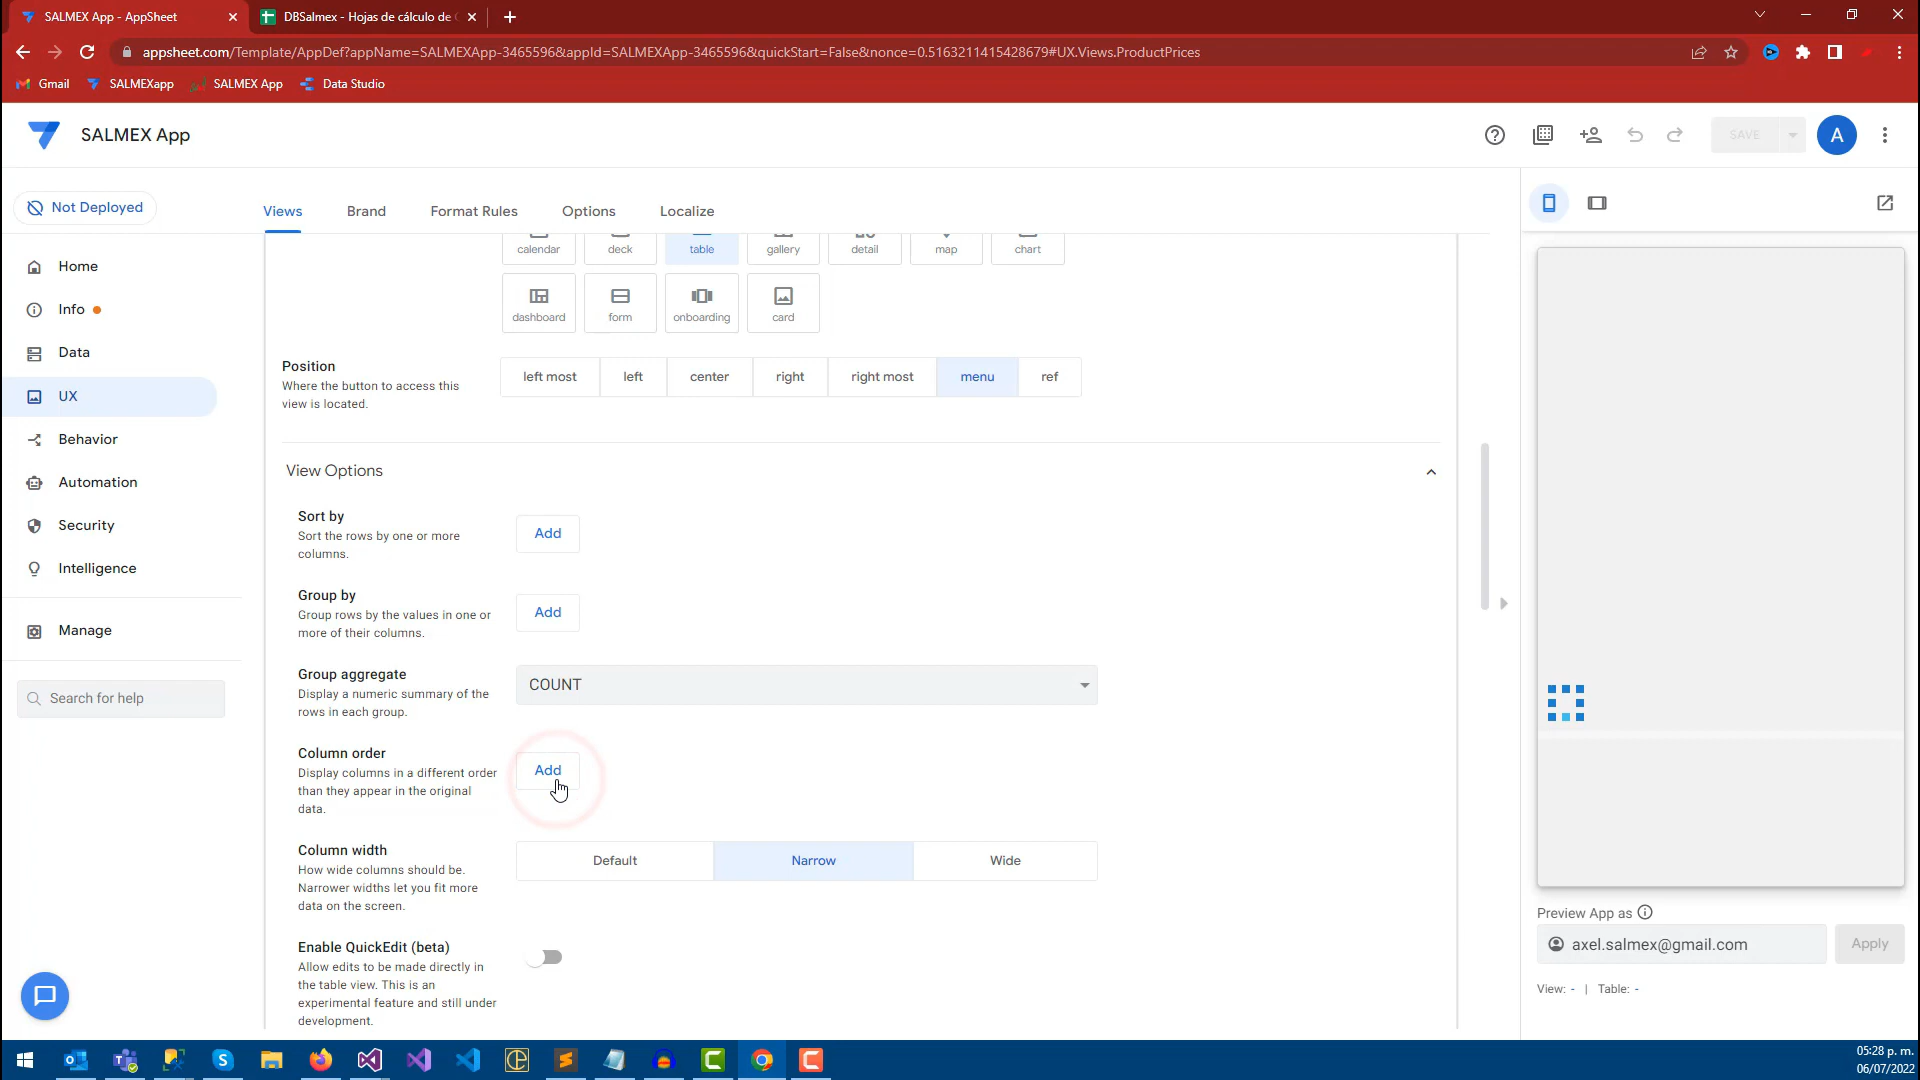 SALMEX App - AppSheet
DBSalmex - Hojas de cálculo de
appsheet.com/Template/AppDef?appName=SALMEXApp-3465596&appId=SALMEXApp-3465596&quickStart=False&nonce=0.5163211415428679#UX.Views.ProductPrices
Gmail SALMEXapp SALMEX App Data Studio
SALMEX App
SAVE
A
Not Deployed
Views Brand Format Rules Options Localize
Home
Info
Data
UX
Behavior
Automation
Security
Intelligence
Manage
Search for help
calendar deck table gallery detail map chart
dashboard form onboarding card
Position
Where the button to access this
view is located.
left most left center right right most menu ref
View Options
Sort by
Sort the rows by one or more
columns.
Add
Group by
Group rows by the values in one or
more of their columns.
Add
Group aggregate
Display a numeric summary of the
rows in each group.
COUNT
Column order
Display columns in a different order
than they appear in the original
data.
Add
Column width
How wide columns should be.
Narrower widths let you fit more
data on the screen.
Default Narrow Wide
Enable QuickEdit (beta)
Allow edits to be made directly in
the table view. This is an
experimental feature and still under
development.
Preview App as
axel.salmex@gmail.com
Apply
View: - | Table: -
05:28 p. m.
06/07/2022